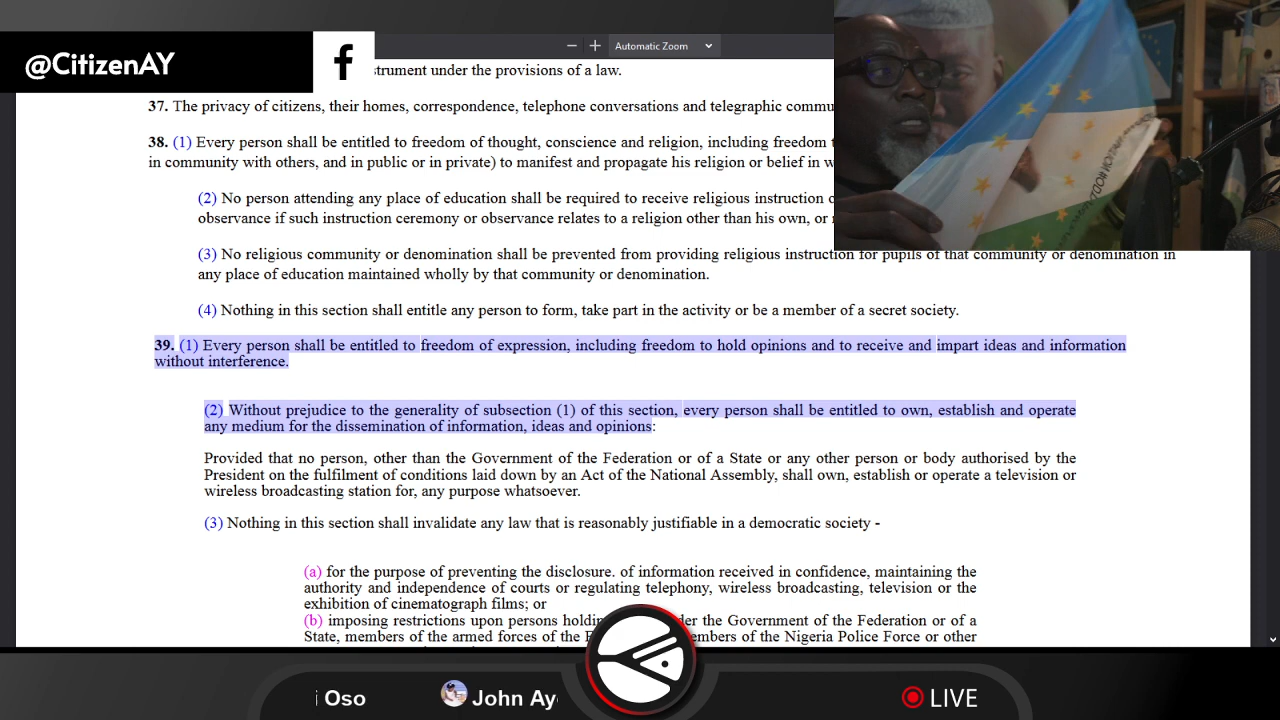 @CitizenAY
Automatic Zoom
strument under the provisions of a law.
37. The privacy of citizens, their homes, correspondence, telephone conversations and telegraphic
38. (1) Every person shall be entitled to freedom of thought, conscience and religion, including freedom
in community with others, and in public or in private) to manifest and propagate his religion or belief in
(2) No person attending any place of education shall be required to receive religious instruction
observance if such instruction ceremony or observance relates to a religion other than his own, or
(3) No religious community or denomination shall be prevented from providing religious instruction for pupils of that community or denomination in
any place of education maintained wholly by that community or denomination.
(4) Nothing in this section shall entitle any person to form, take part in the activity or be a member of a secret society.
39. (1) Every person shall be entitled to freedom of expression, including freedom to hold opinions and to receive and impart ideas and information
without interference.
(2) Without prejudice to the generality of subsection (1) of this section, every person shall be entitled to own, establish and operate
any medium for the dissemination of information, ideas and opinions:
Provided that no person, other than the Government of the Federation or of a State or any other person or body authorised by the
President on the fulfilment of conditions laid down by an Act of the National Assembly, shall own, establish or operate a television or
wireless broadcasting station for, any purpose whatsoever.
(3) Nothing in this section shall invalidate any law that is reasonably justifiable in a democratic society -
(a) for the purpose of preventing the disclosure. of information received in confidence, maintaining the
authority and independence of courts or regulating telephony, wireless broadcasting, television or the
exhibition of cinematograph films; or
(b) imposing restrictions upon persons the Government of the Federation or of a
State, members of the armed forces of the members of the Nigeria Police Force or other
i Oso
John Ay
LIVE